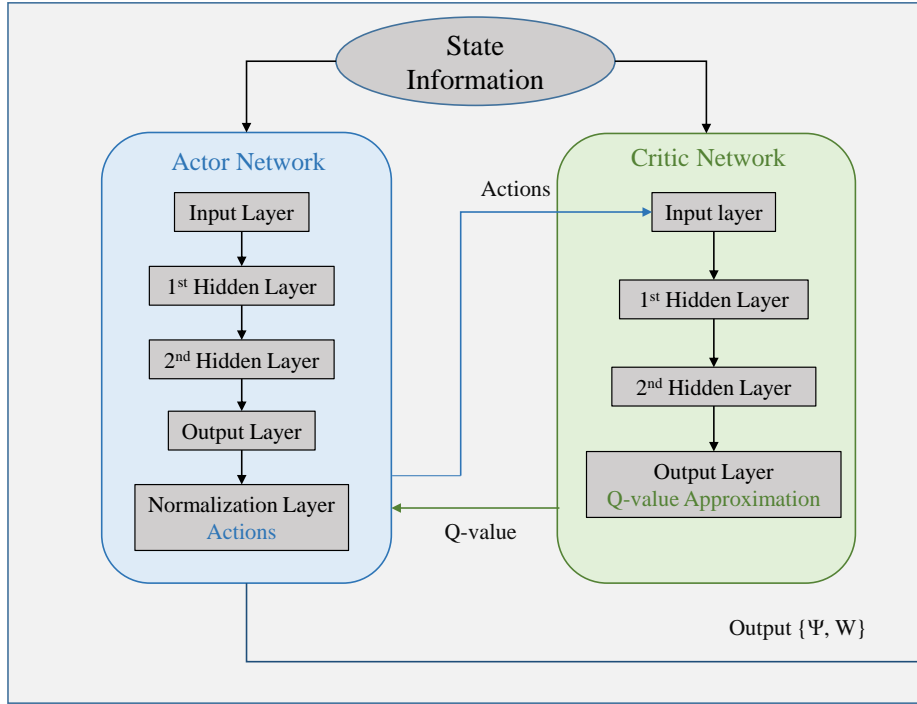 State
Information
Actor Network
Input Layer
1st Hidden Layer
2nd Hidden Layer
Output Layer
Normalization Layer
Actions
Actions
Q-value
Critic Network
Input layer
1st Hidden Layer
2nd Hidden Layer
Output Layer
Q-value Approximation
Output {Ψ, W}